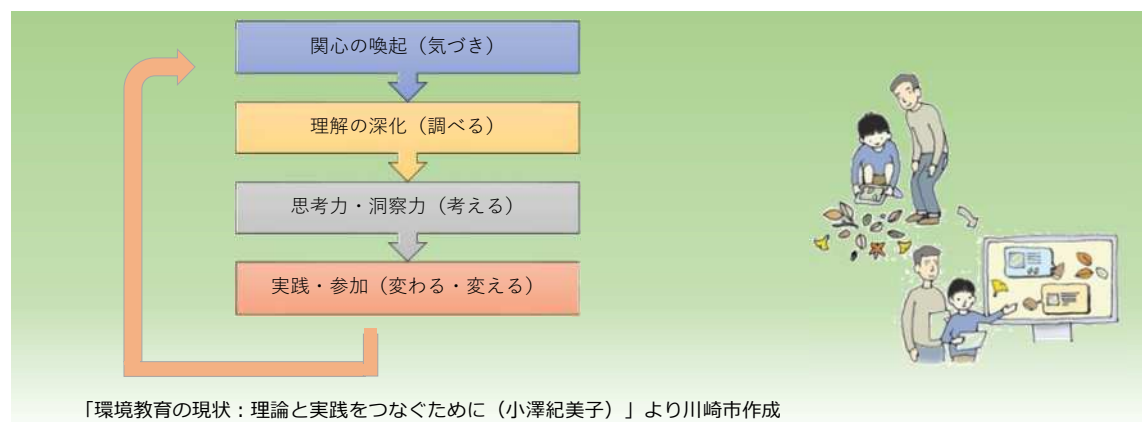 関心の喚起（気づき）
理解の深化（調べる）
思考力・洞察力（考える）
実践・参加（変わる・変える）
「環境教育の現状：理論と実践をつなぐために（小澤紀美子）」より川崎市作成